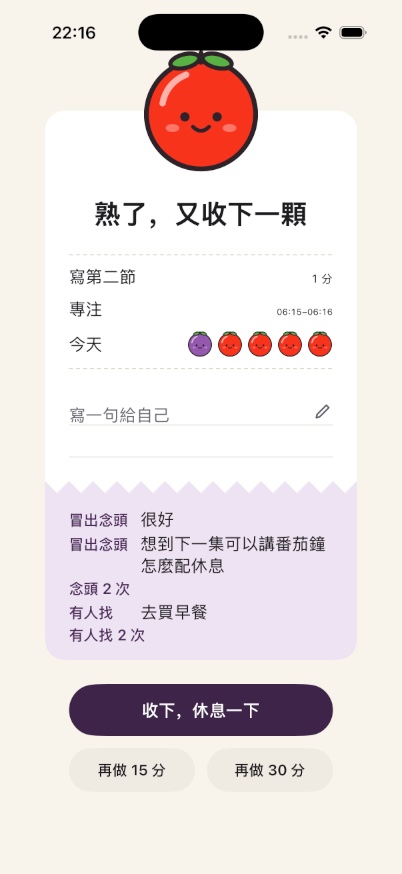 22:16
熟了，又收下一顆
寫第二節 1 分
專注 06:15–06:16
今天
寫一句給自己
冒出念頭 很好
冒出念頭 想到下一集可以講番茄鐘
怎麼配休息
念頭 2 次
有人找 去買早餐
有人找 2 次
收下，休息一下
再做 15 分 再做 30 分